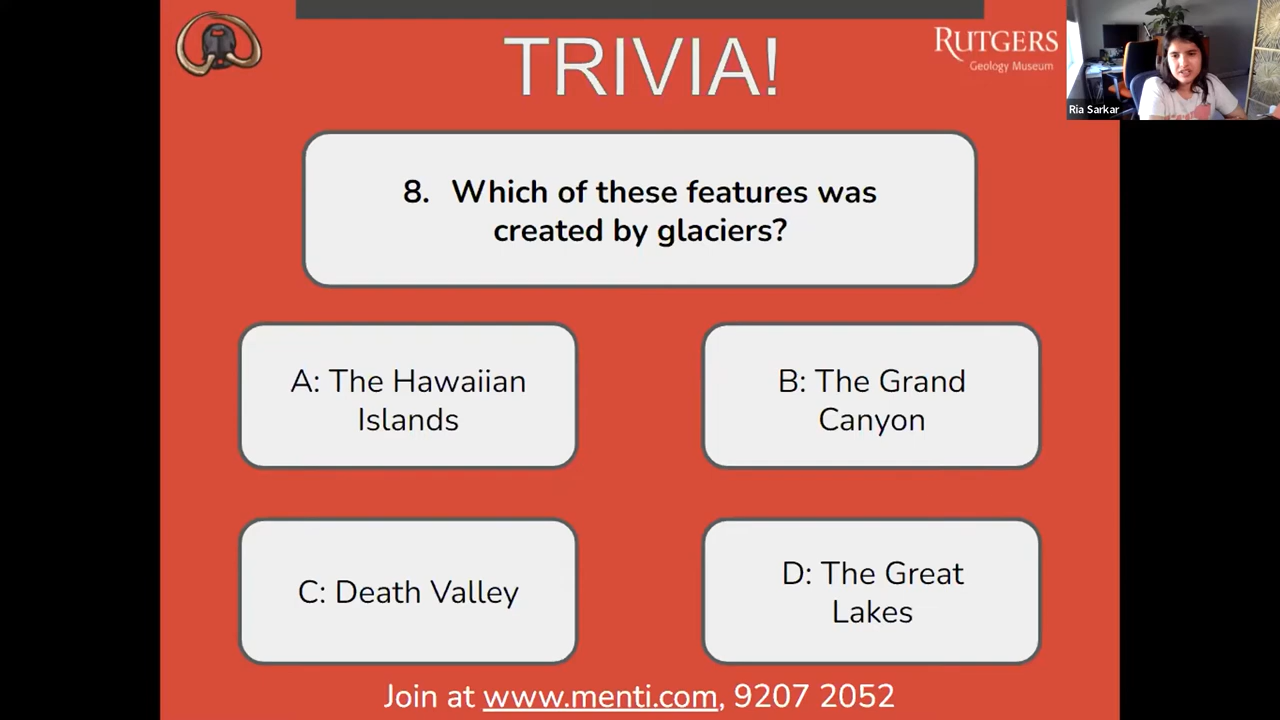 TRIVIA!
RUTGERS
Geology Museum
Ria Sarkar
8. Which of these features was
created by glaciers?
A: The Hawaiian
Islands
B: The Grand
Canyon
C: Death Valley
D: The Great
Lakes
Join at www.menti.com, 9207 2052